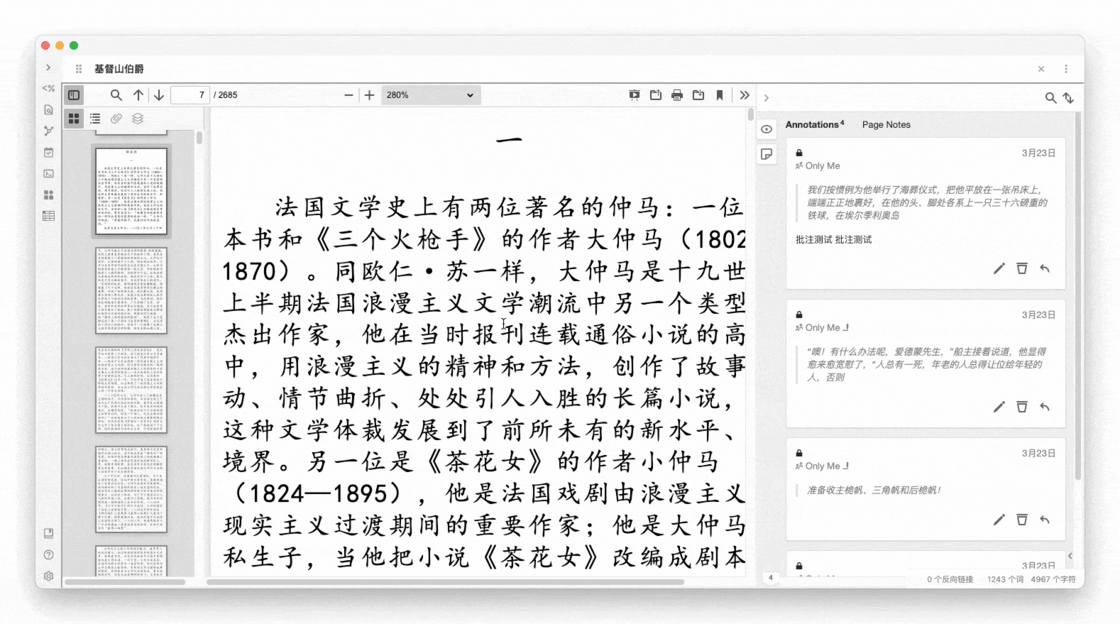 基督山伯爵
7 / 2685
280%
一
法国文学史上有两位著名的仲马：一位
本书和《三个火枪手》的作者大仲马（1802
1870）。同欧仁·苏一样，大仲马是十九世
上半期法国浪漫主义文学潮流中另一个类型
杰出作家，他在当时报刊连载通俗小说的高
中，用浪漫主义的精神和方法，创作了故事
动、情节曲折、处处引人入胜的长篇小说，
这种文学体裁发展到了前所未有的新水平、
境界。另一位是《茶花女》的作者小仲马
（1824—1895），他是法国戏剧由浪漫主义
现实主义过渡期间的重要作家；他是大仲马
私生子，当他把小说《茶花女》改编成剧本
Annotations 4
Page Notes
3月23日
Only Me
我们按惯例为他举行了海葬仪式，把他平放在一张吊床上，
端端正正地裹好，在他的头、脚处各系上一只三十六磅重的
铁球，在埃尔季利奥岛
批注测试 批注测试
3月23日
Only Me
“噢！有什么办法呢，爱德蒙先生，”船主接着说道，他显得
愈来愈宽慰了，“人总有一死，年老的人总得让位给年轻的
人，否则
3月23日
Only Me
准备收主桅帆、三角帆和后桅帆！
3月23日
Only Me
4
0 个反向链接 1243 个词 4967 个字符